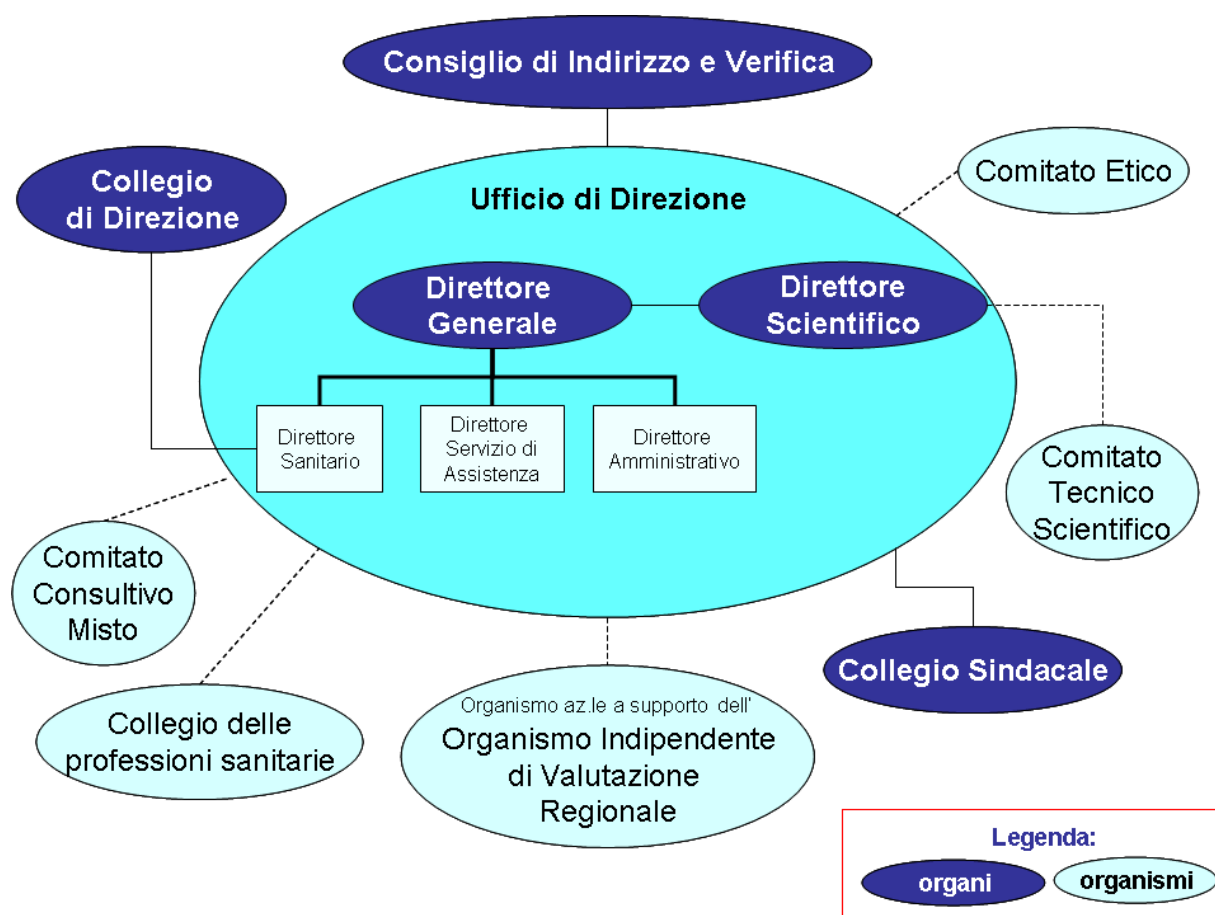 Consiglio di Indirizzo e Verifica
Collegio
di Direzione
Comitato Etico
Ufficio di Direzione
Direttore
Generale
Direttore
Scientifico
Direttore
Sanitario
Direttore
Servizio di
Assistenza
Direttore
Amministrativo
Comitato
Tecnico
Scientifico
Comitato
Consultivo
Misto
Collegio Sindacale
Collegio delle
professioni sanitarie
Organismo az.le a supporto dell'
Organismo Indipendente
di Valutazione
Regionale
Legenda:
organi
organismi